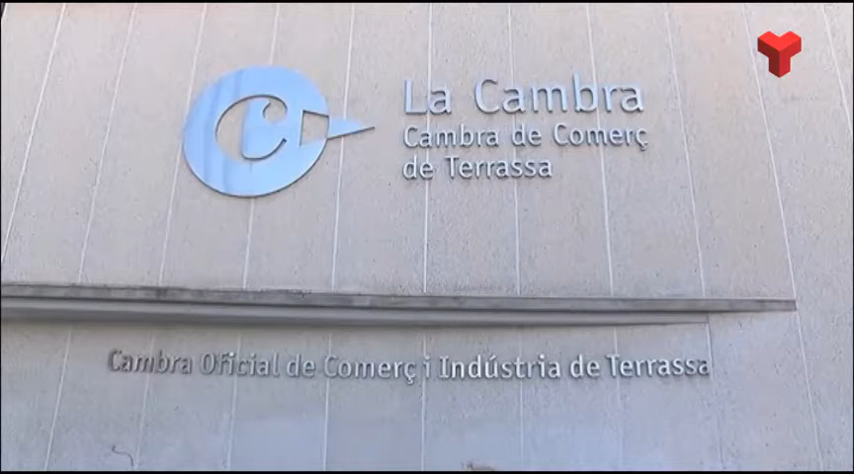 La Cambra
Cambra de Comerç
de Terrassa
Cambra Oficial de Comerç i Indústria de Terrassa